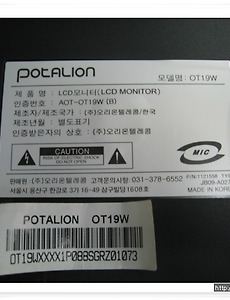 POTALION
모델명 : OT19W
제 품 명 : LCD모니터(LCD MONITOR)
인증번호 : AOT-OT19W (B)
제조자/제조국가 : (주)오리온텔레콤/한국
제조년월 : 별도표기
인증받은자의 상호 : (주)오리온텔레콤
CAUTION
RISK OF ELECTRIC SHOCK
DO NOT OPEN
MIC
판매원 : (주)오리온텔레콤 고객문의사항) 031-378-6552
서울시 용산구 한강로 3가 16-49 삼구빌딩 1608호
P/N:1121558
JB09-A027
MADE IN KOREA
POTALION OT19W
OT19WXXXX1P088SGRZ01073